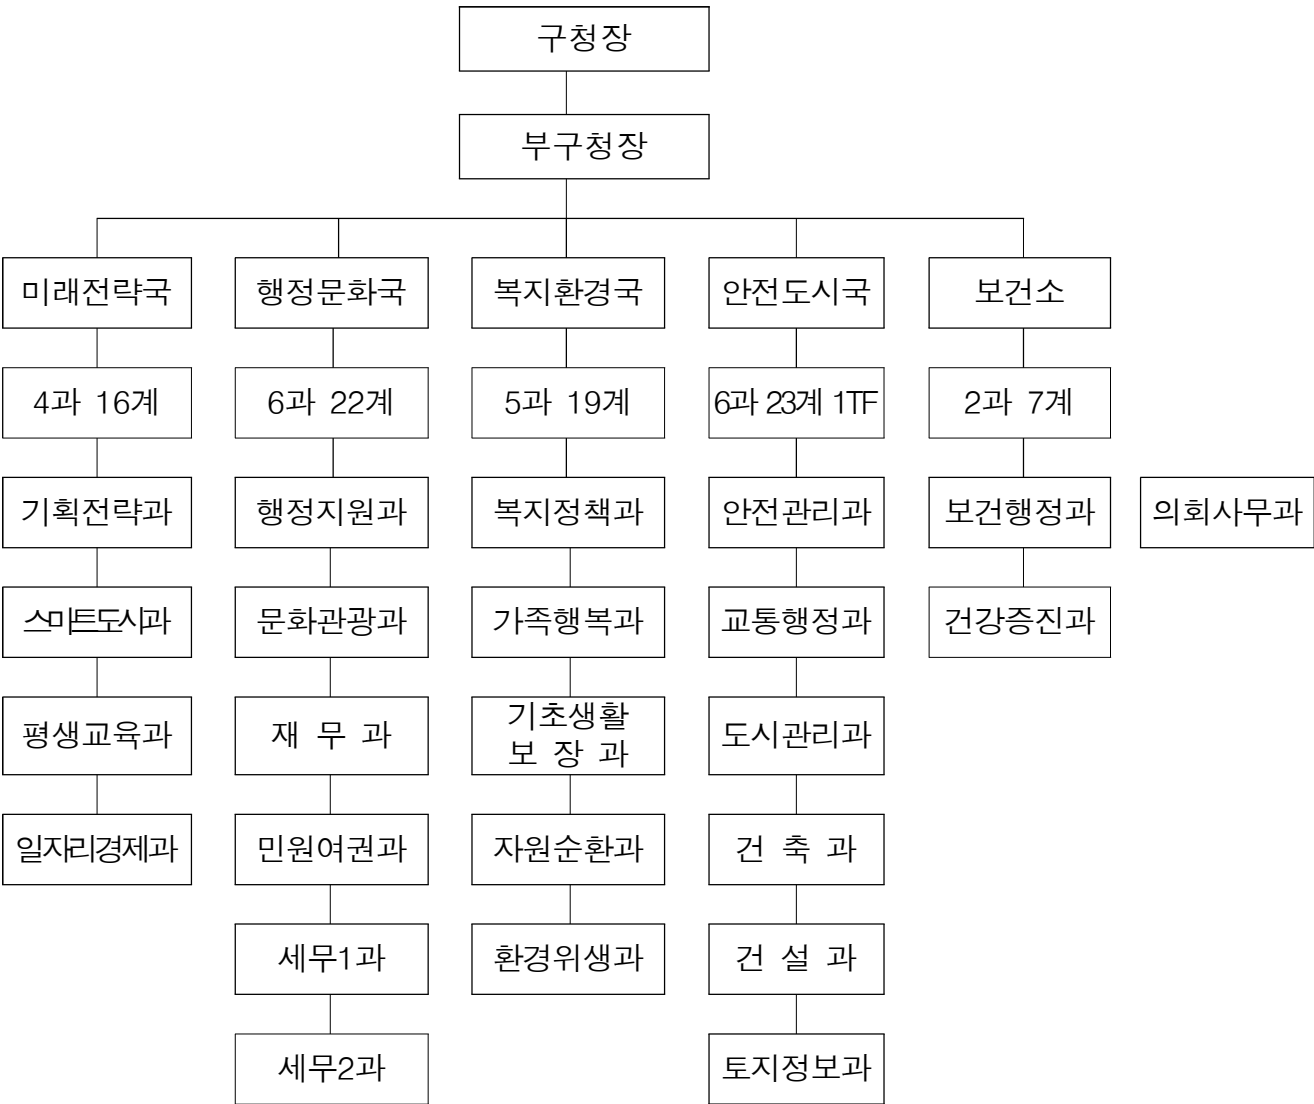 구청장
부구청장
미래전략국 행정문화국 복지환경국 안전도시국 보건소
4과 16계 6과 22계 5과 19계 6과 23계 1TF 2과 7계
기획전략과 행정지원과 복지정책과 안전관리과 보건행정과 의회사무과
스마트도시과 문화관광과 가족행복과 교통행정과 건강증진과
평생교육과 재 무 과 기초생활 도시관리과
보 장 과
일자리경제과 민원여권과 자원순환과 건 축 과
세무1과 환경위생과 건 설 과
세무2과 토지정보과